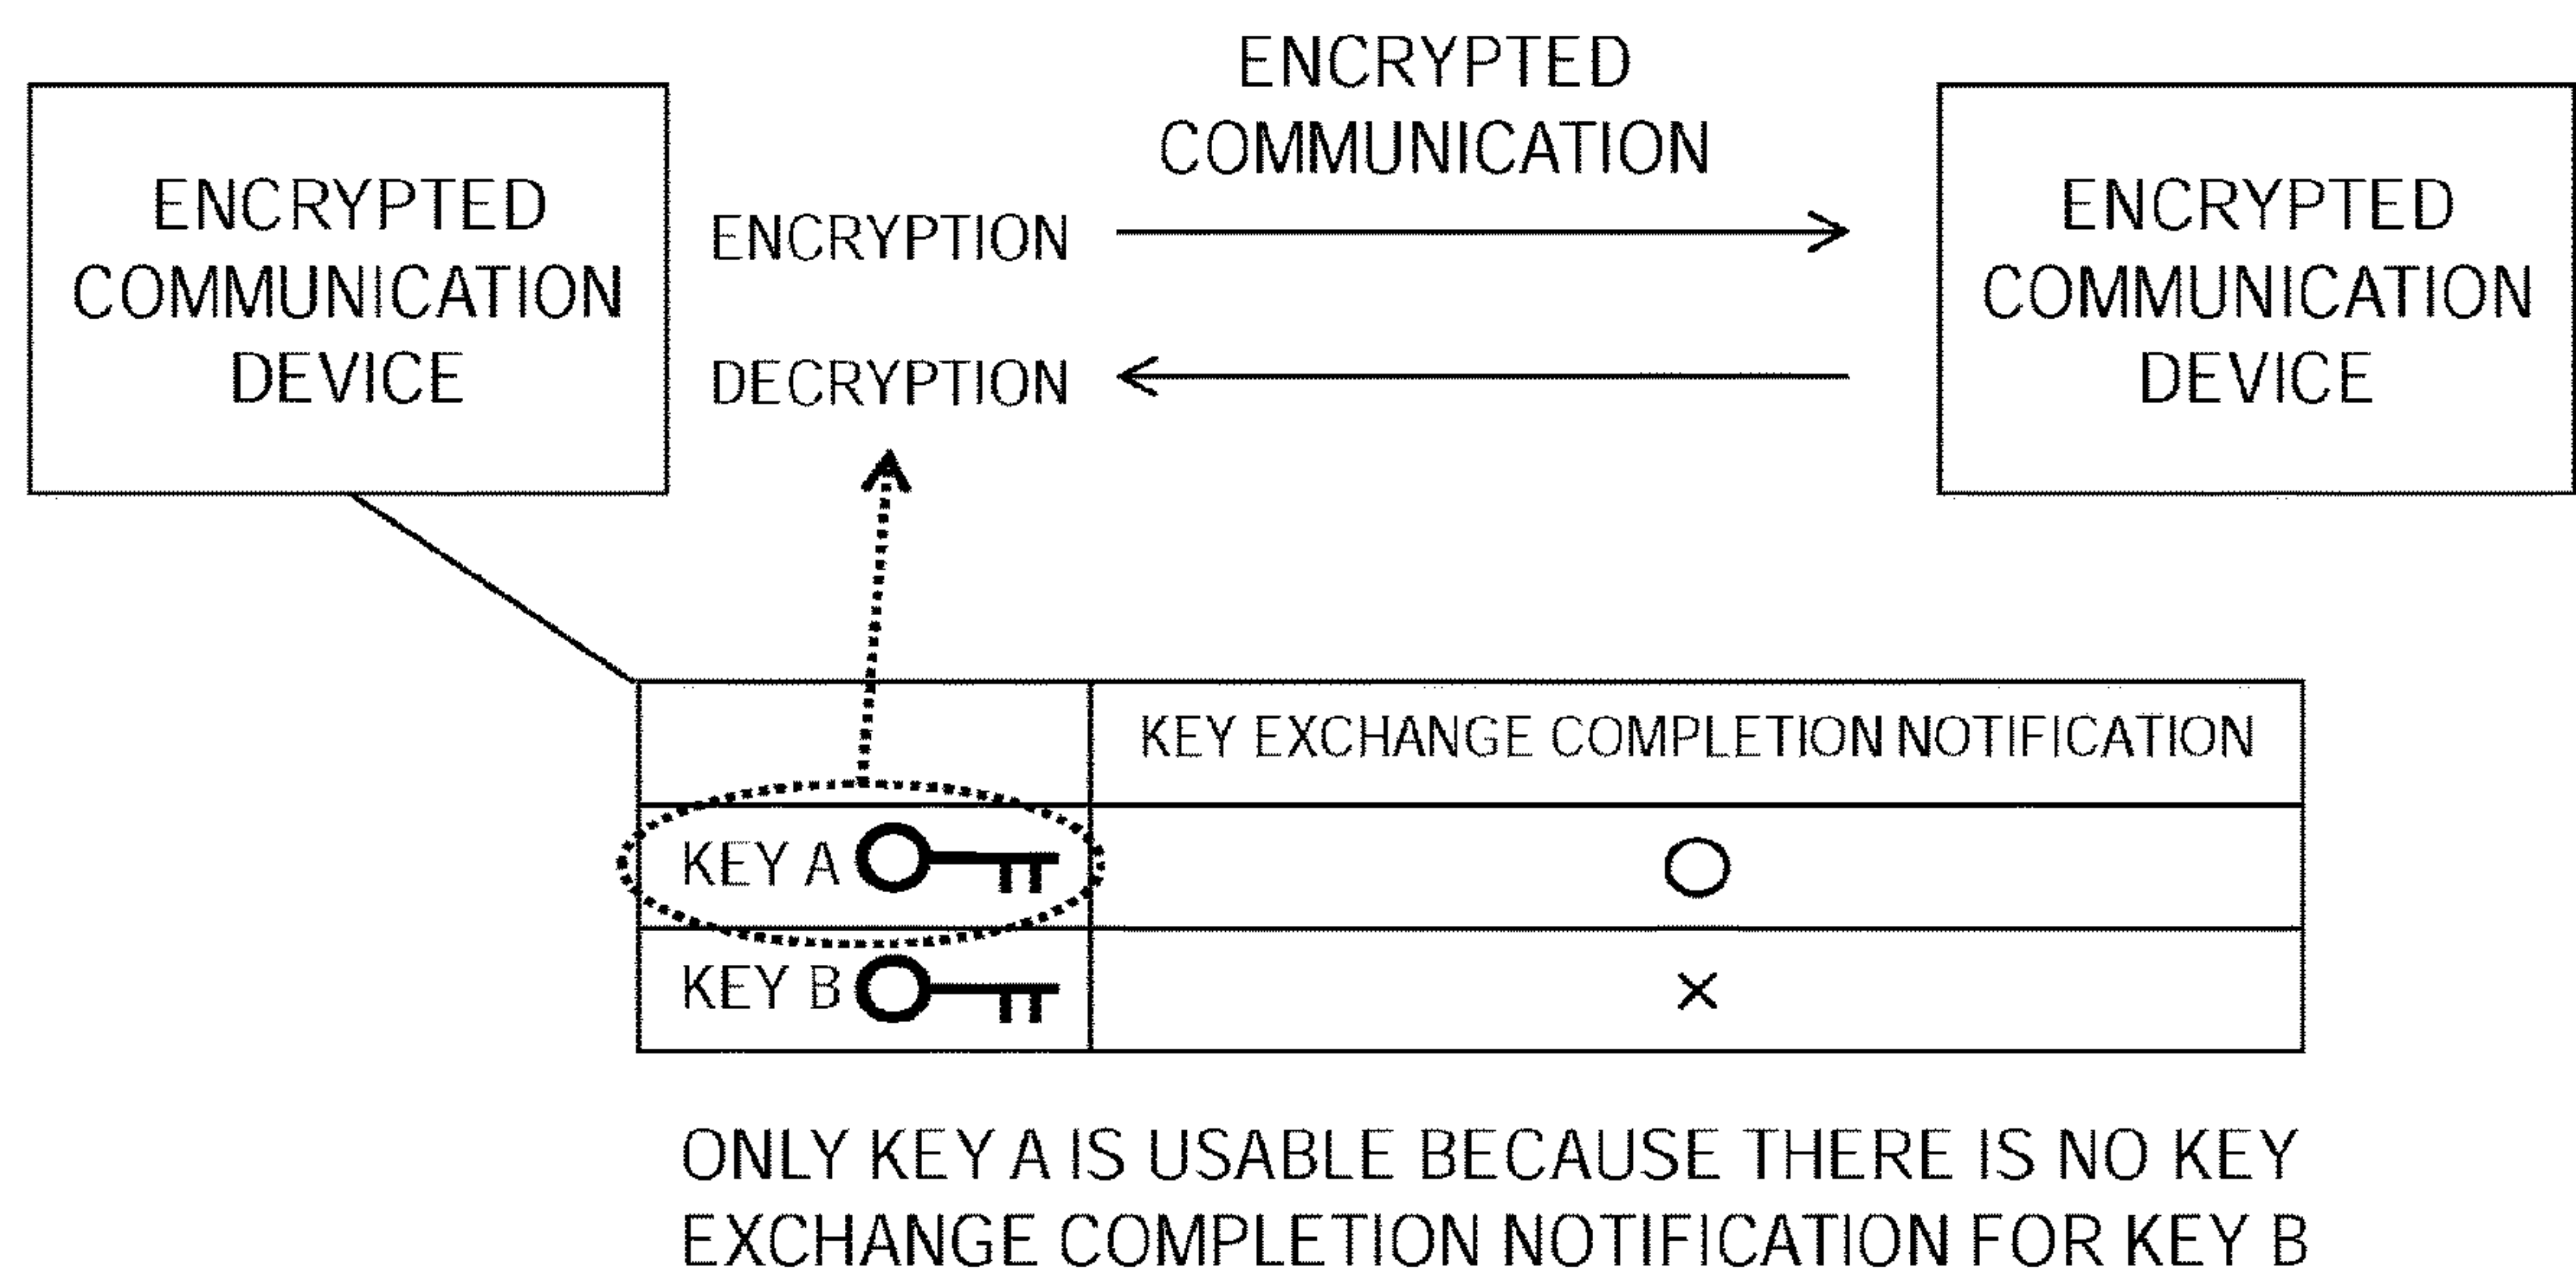 ENCRYPTED
COMMUNICATION
DEVICE
ENCRYPTED
COMMUNICATION
ENCRYPTION
DECRYPTION
ENCRYPTED
COMMUNICATION
DEVICE
KEY EXCHANGE COMPLETION NOTIFICATION
KEY A
KEY B
ONLY KEY A IS USABLE BECAUSE THERE IS NO KEY
EXCHANGE COMPLETION NOTIFICATION FOR KEY B